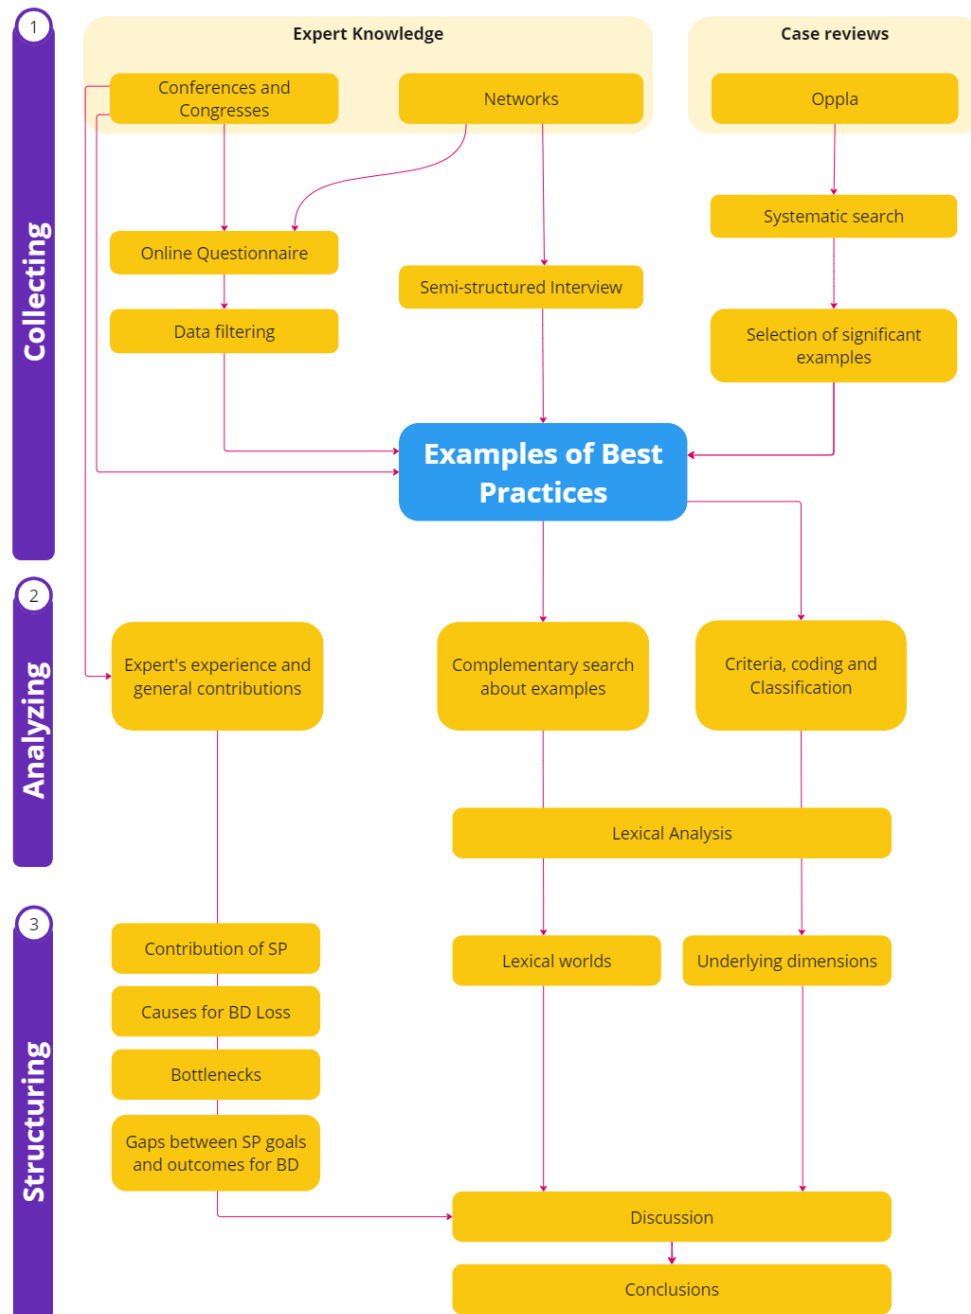 1
Collecting
Expert Knowledge
Case reviews
Conferences and
Congresses
Networks
Oppla
Systematic search
Online Questionnaire
Semi-structured Interview
Data filtering
Selection of significant
examples
Examples of Best
Practices
2
Analyzing
Expert's experience and
general contributions
Complementary search
about examples
Criteria, coding and
Classification
Lexical Analysis
3
Structuring
Contribution of SP
Lexical worlds
Underlying dimensions
Causes for BD Loss
Bottlenecks
Gaps between SP goals
and outcomes for BD
Discussion
Conclusions